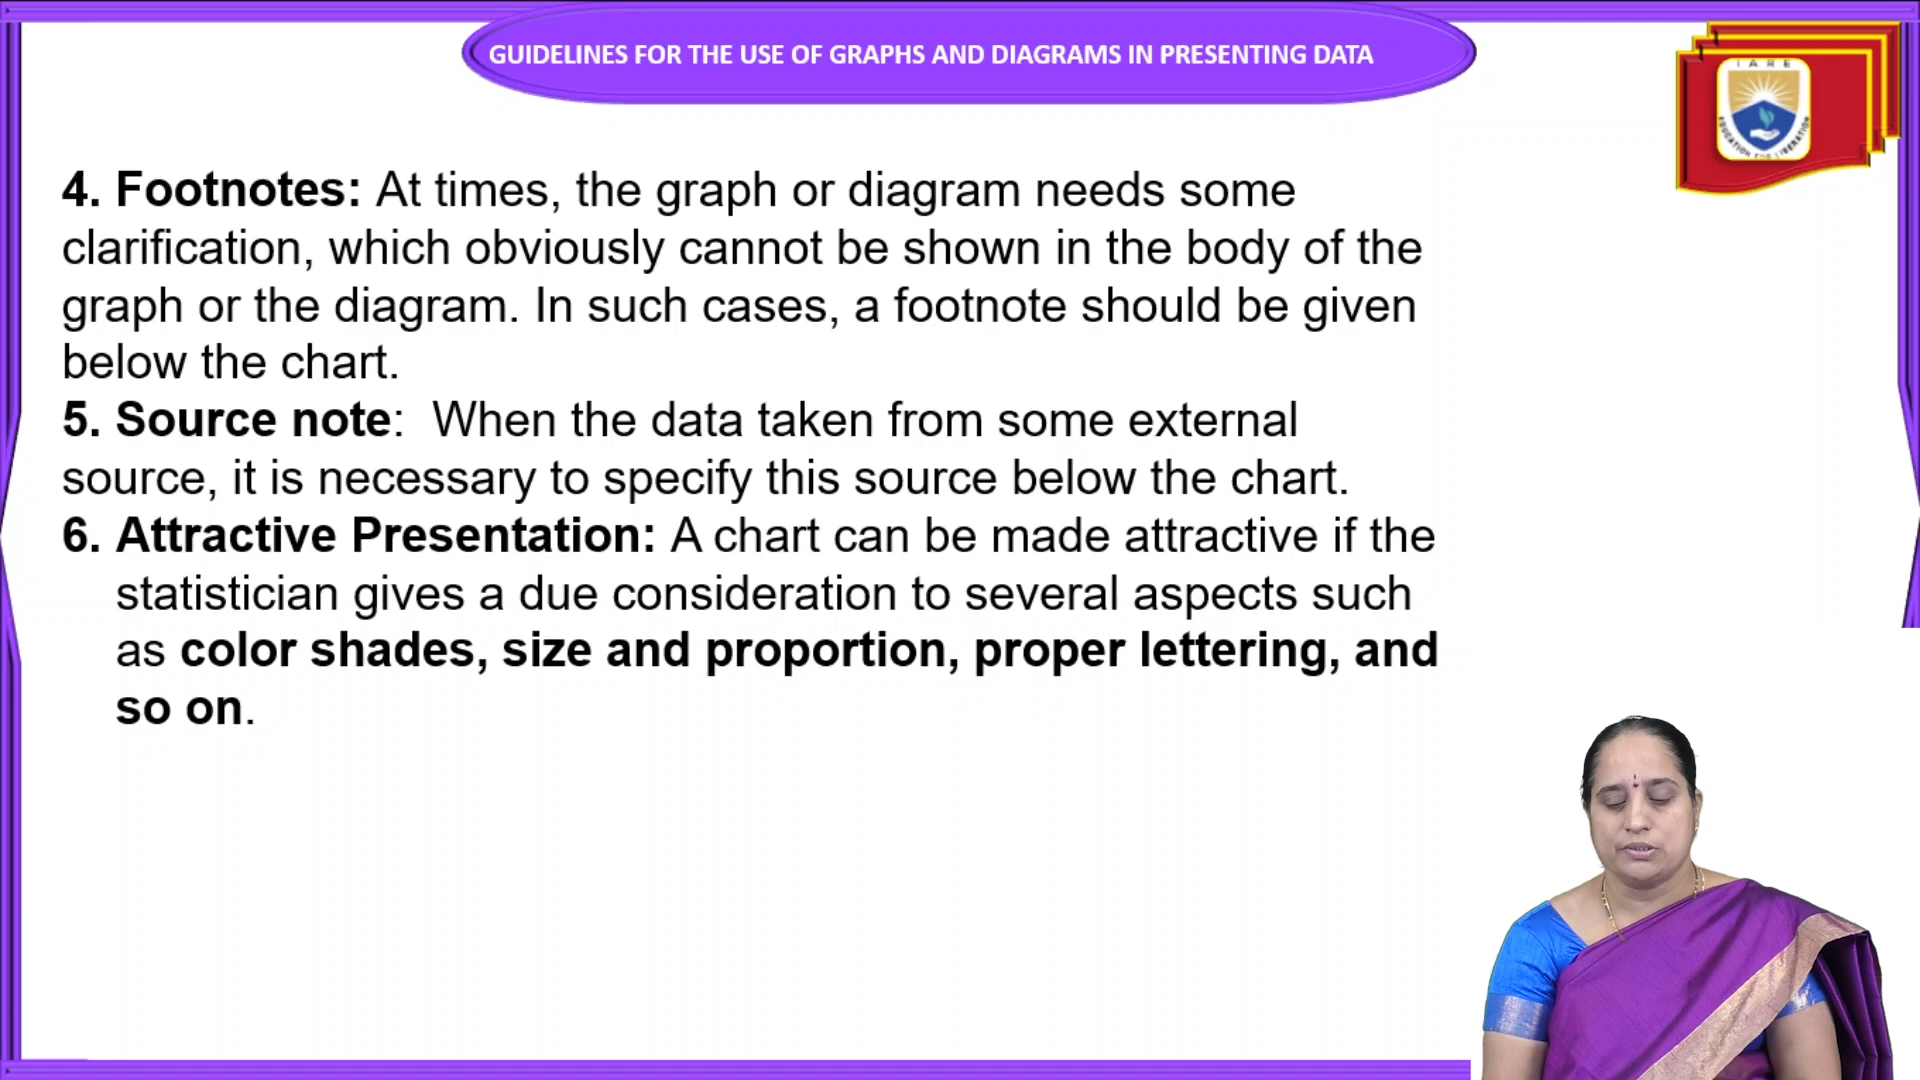 GUIDELINES FOR THE USE OF GRAPHS AND DIAGRAMS IN PRESENTING DATA
I A R E
EDUCATION FOR LIBERATION
4. Footnotes: At times, the graph or diagram needs some
clarification, which obviously cannot be shown in the body of the
graph or the diagram. In such cases, a footnote should be given
below the chart.
5. Source note:  When the data taken from some external
source, it is necessary to specify this source below the chart.
6. Attractive Presentation: A chart can be made attractive if the
statistician gives a due consideration to several aspects such
as color shades, size and proportion, proper lettering, and
so on.